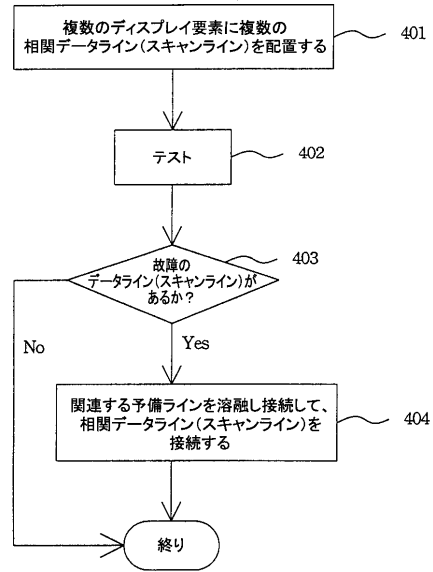 複数のディスプレイ要素に複数の
相関データライン(スキャンライン)を配置する
401
テスト
402
故障の
データライン(スキャンライン)が
あるか?
403
No
Yes
関連する予備ラインを溶融し接続して、
相関データライン(スキャンライン)を
接続する
404
終り